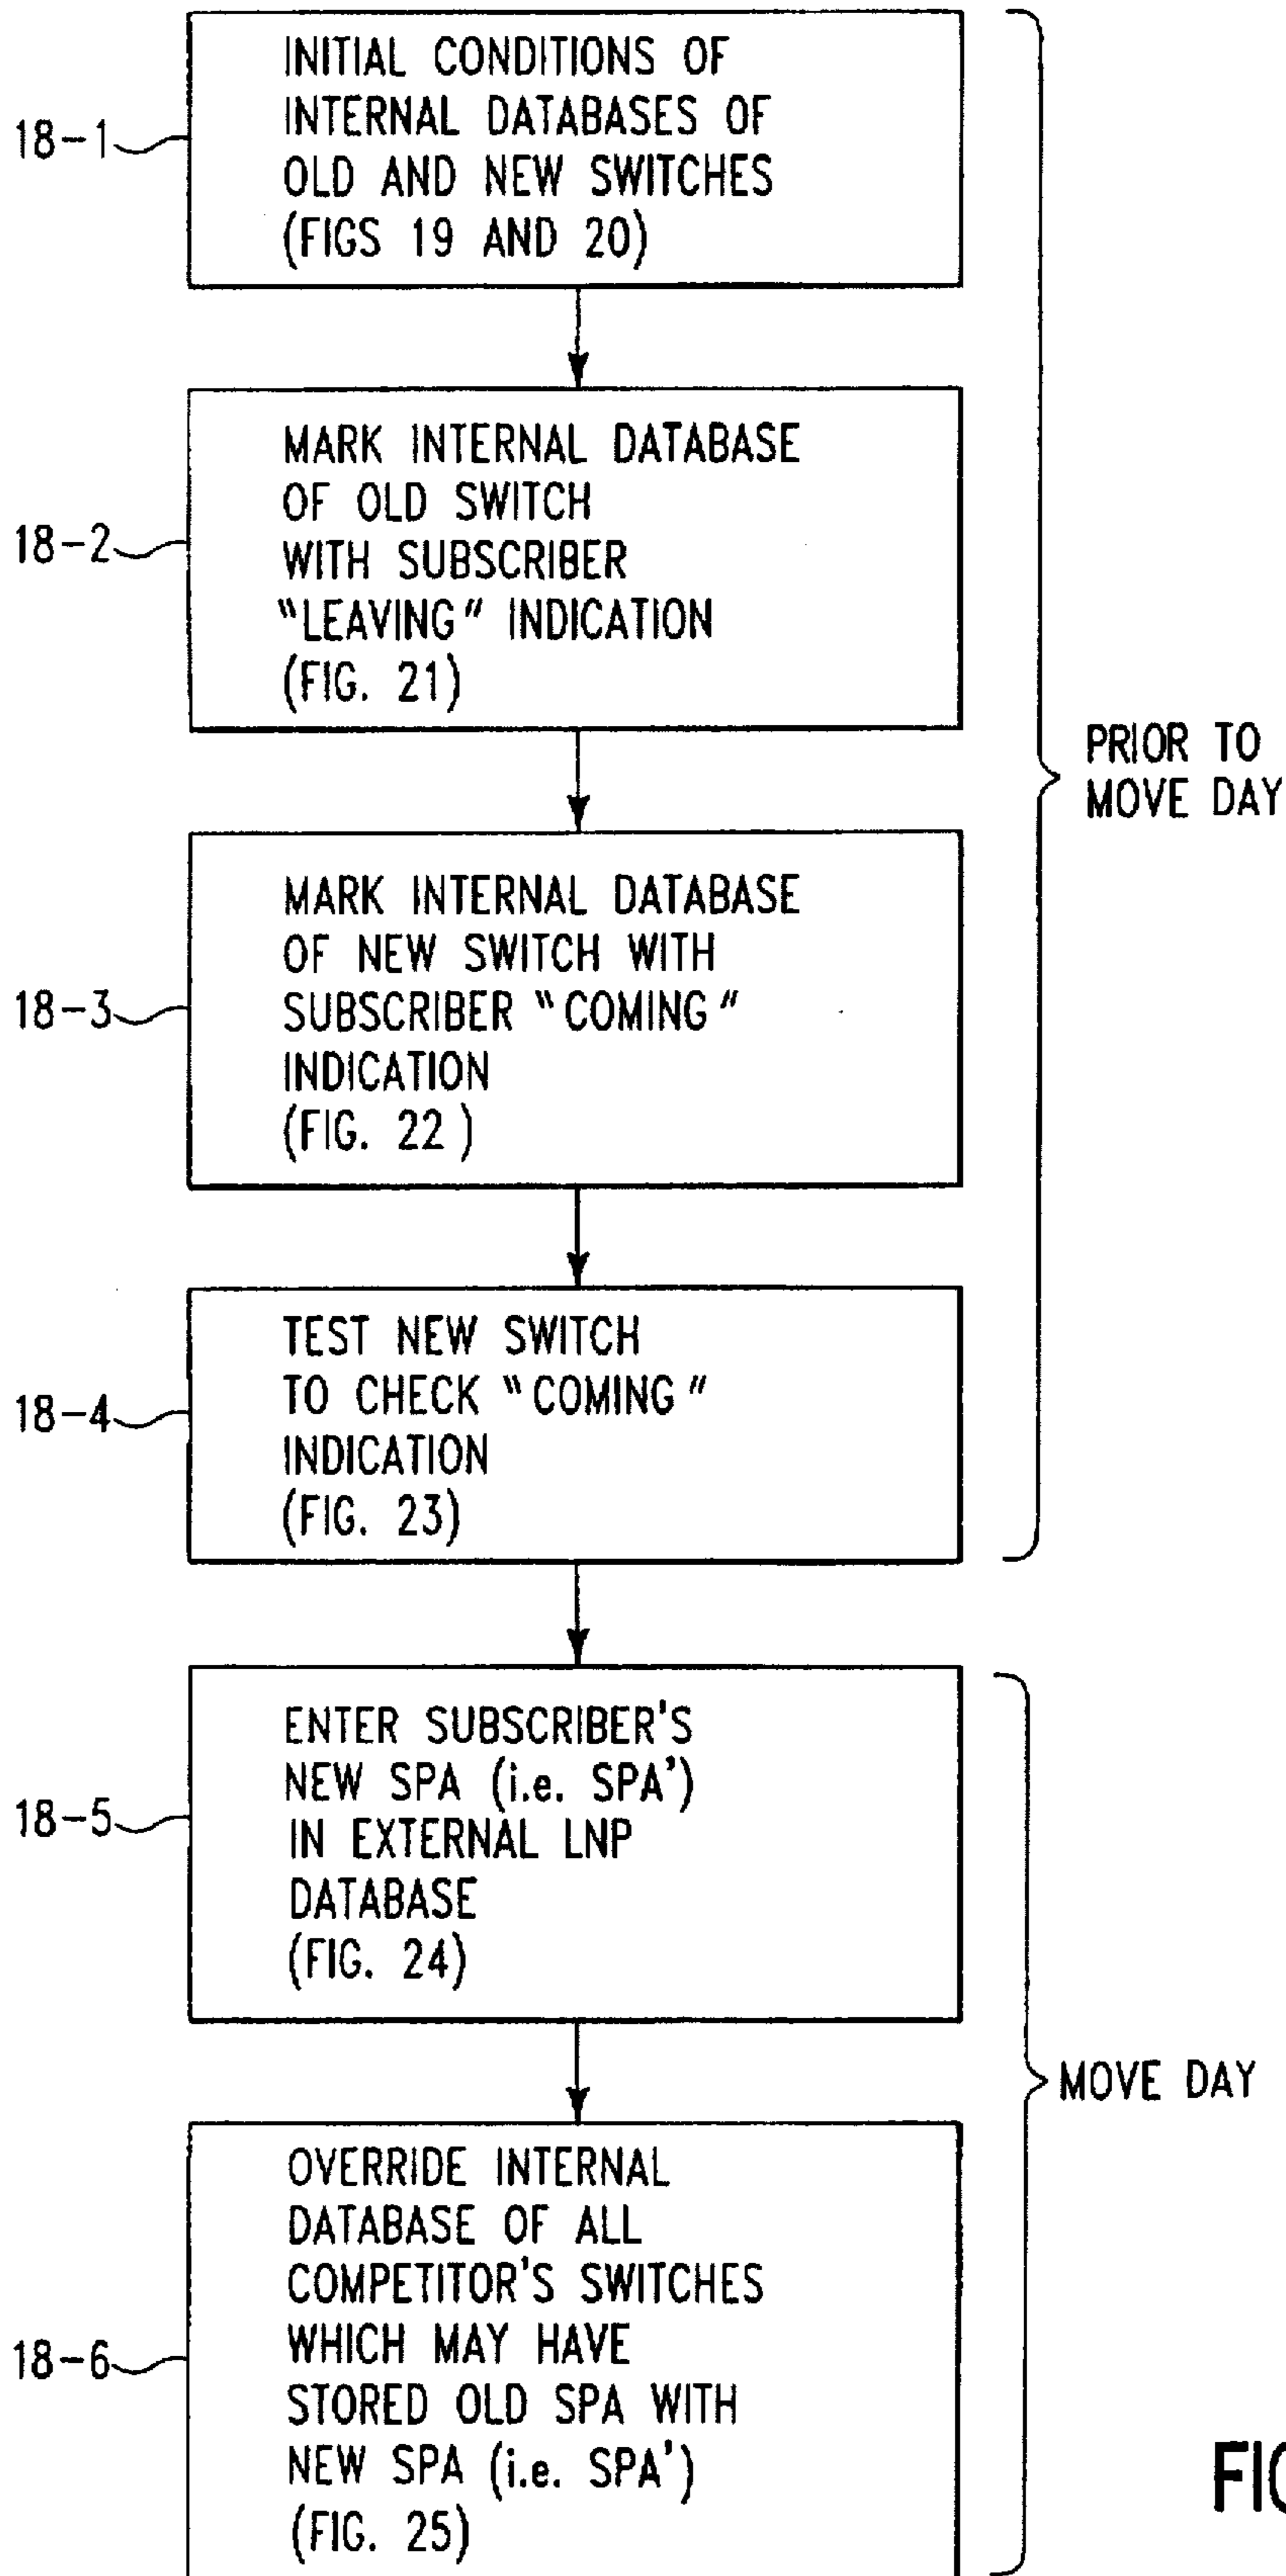 18-1
INITIAL CONDITIONS OF
INTERNAL DATABASES OF
OLD AND NEW SWITCHES
(FIGS 19 AND 20)
18-2
MARK INTERNAL DATABASE
OF OLD SWITCH
WITH SUBSCRIBER
"LEAVING" INDICATION
(FIG. 21)
PRIOR TO
MOVE DAY
18-3
MARK INTERNAL DATABASE
OF NEW SWITCH WITH
SUBSCRIBER "COMING"
INDICATION
(FIG. 22 )
18-4
TEST NEW SWITCH
TO CHECK "COMING"
INDICATION
(FIG. 23)
18-5
ENTER SUBSCRIBER'S
NEW SPA (i.e. SPA')
IN EXTERNAL LNP
DATABASE
(FIG. 24)
MOVE DAY
18-6
OVERRIDE INTERNAL
DATABASE OF ALL
COMPETITOR'S SWITCHES
WHICH MAY HAVE
STORED OLD SPA WITH
NEW SPA (i.e. SPA')
(FIG. 25)